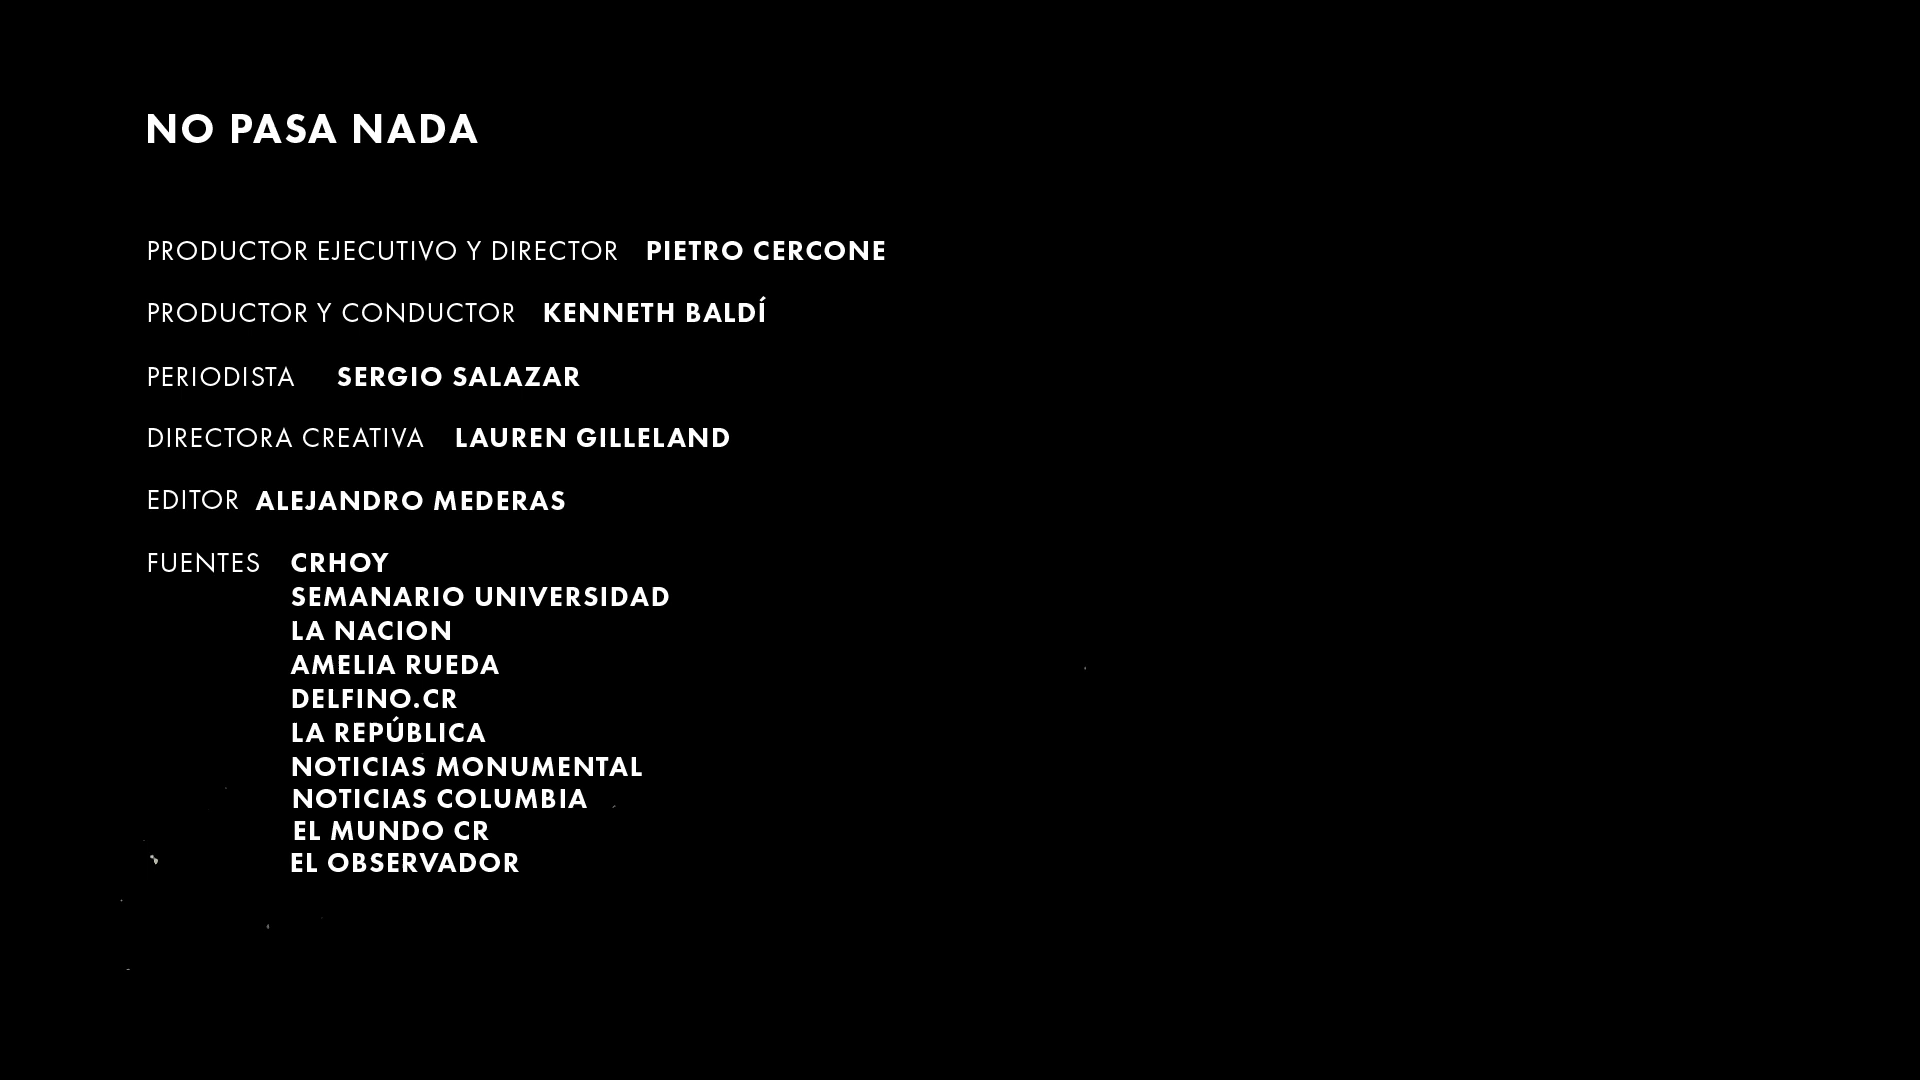 NO PASA NADA
PRODUCTOR EJECUTIVO Y DIRECTOR PIETRO CERCONE
PRODUCTOR Y CONDUCTOR KENNETH BALDÍ
PERIODISTA SERGIO SALAZAR
DIRECTORA CREATIVA LAUREN GILLELAND
EDITOR ALEJANDRO MEDERAS
FUENTES CRHOY
SEMANARIO UNIVERSIDAD
LA NACION
AMELIA RUEDA
DELFINO.CR
LA REPÚBLICA
NOTICIAS MONUMENTAL
NOTICIAS COLUMBIA
EL MUNDO CR
EL OBSERVADOR